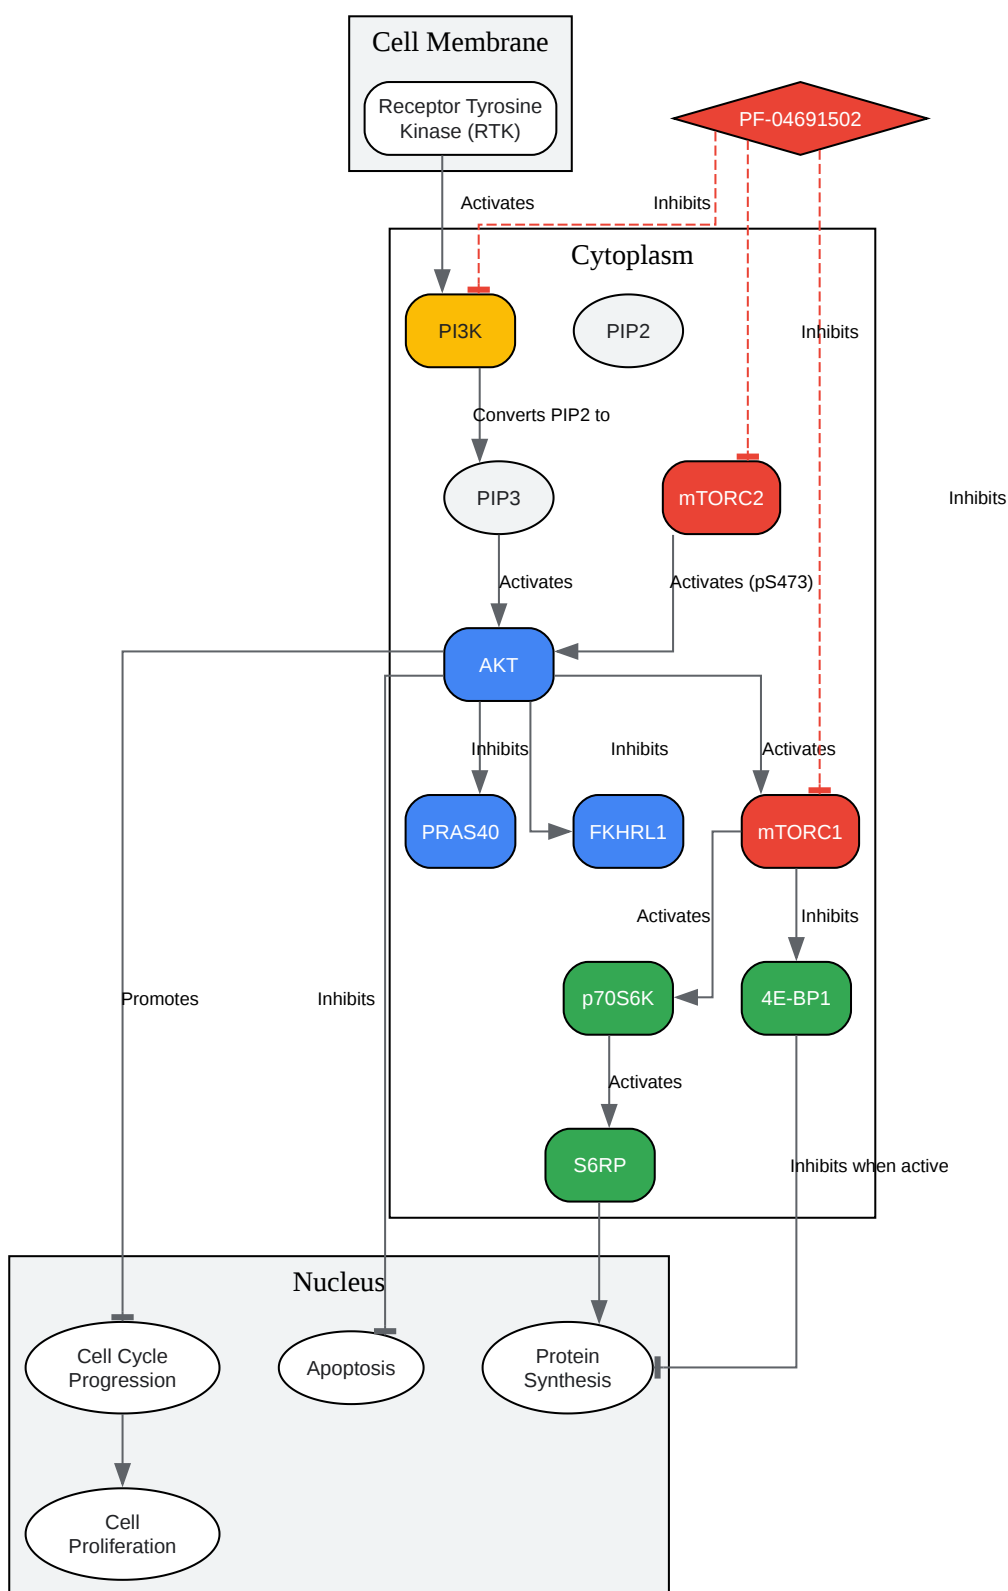 Cell Membrane
Receptor Tyrosine
Kinase (RTK)
PF-04691502
Activates
Inhibits
Cytoplasm
PI3K
PIP2
Inhibits
Converts PIP2 to
PIP3
mTORC2
Inhibits
Activates
Activates (pS473)
AKT
Inhibits
Inhibits
Activates
PRAS40
FKHRL1
mTORC1
Activates
Inhibits
Promotes
Inhibits
p70S6K
4E-BP1
Activates
S6RP
Inhibits when active
Nucleus
Cell Cycle
Progression
Apoptosis
Protein
Synthesis
Cell
Proliferation